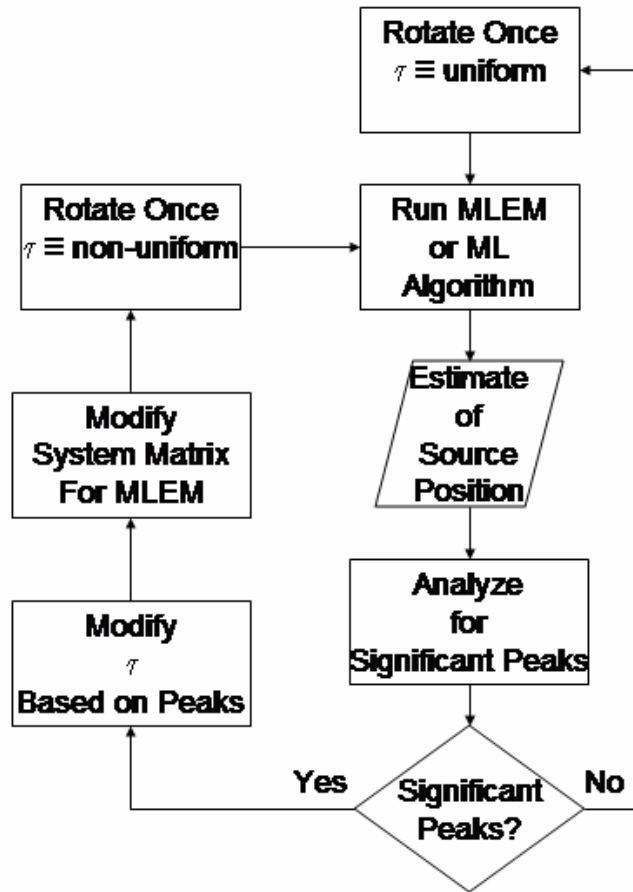 Rotate Once
τ ≡ uniform
Rotate Once
τ ≡ non-uniform
Run MLEM
or ML
Algorithm
Estimate
of
Source
Position
Modify
System Matrix
For MLEM
Analyze
for
Significant Peaks
Modify
τ
Based on Peaks
Yes
Significant
Peaks?
No